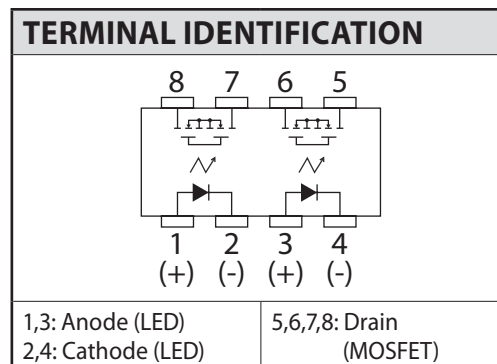 TERMINAL IDENTIFICATION
8 7 6 5
1 2 3 4
(+) (-) (+) (-)
1,3: Anode (LED)
2,4: Cathode (LED)
5,6,7,8: Drain
(MOSFET)